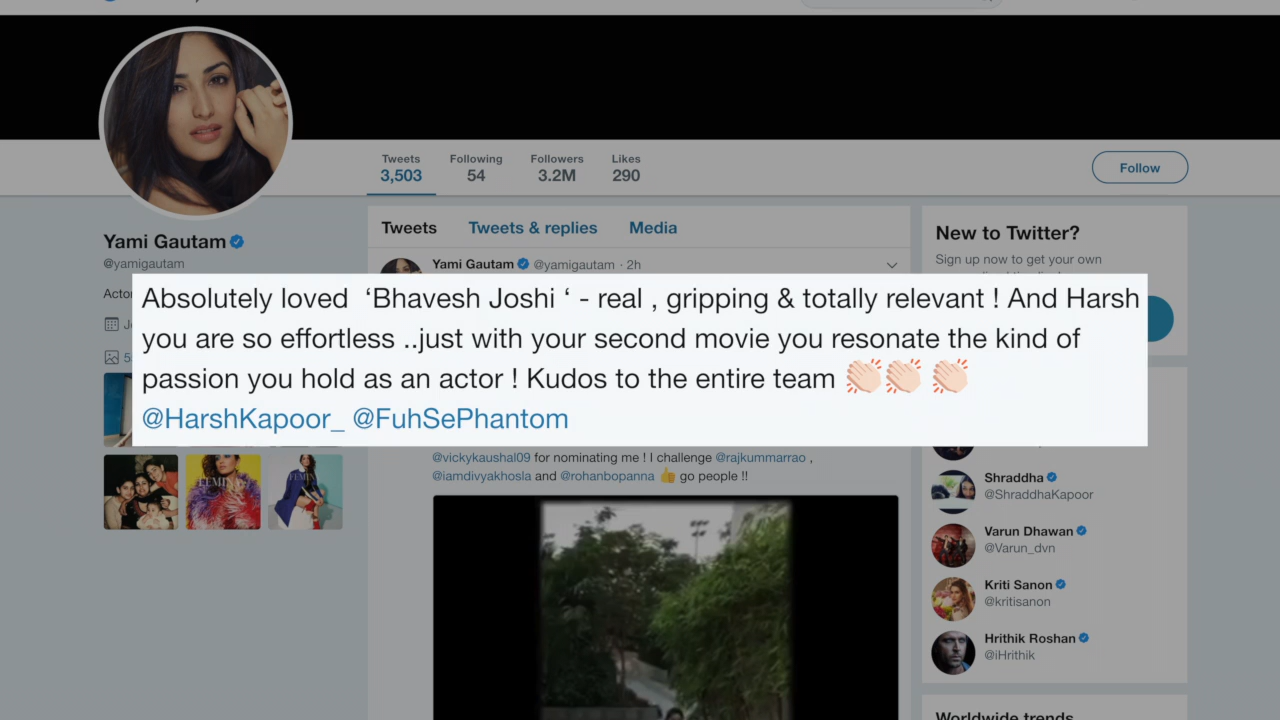 Tweets
3,503
Following
54
Followers
3.2M
Likes
290
Follow
Yami Gautam
@yamigautam
Tweets Tweets & replies Media
Yami Gautam @yamigautam · 2h
Absolutely loved ‘Bhavesh Joshi ‘ - real , gripping & totally relevant ! And Harsh
you are so effortless ..just with your second movie you resonate the kind of
passion you hold as an actor ! Kudos to the entire team 👏🏻👏🏻 👏🏻
@HarshKapoor_ @FuhSePhantom
@vickykaushal09 for nominating me ! I challenge @rajkummarrao ,
@iamdivyakhosla and @rohanbopanna 👍 go people !!
FEMINA
New to Twitter?
Sign up now to get your own
Shraddha
@ShraddhaKapoor
Varun Dhawan
@Varun_dvn
Kriti Sanon
@kritisanon
Hrithik Roshan
@iHrithik
Worldwide trends